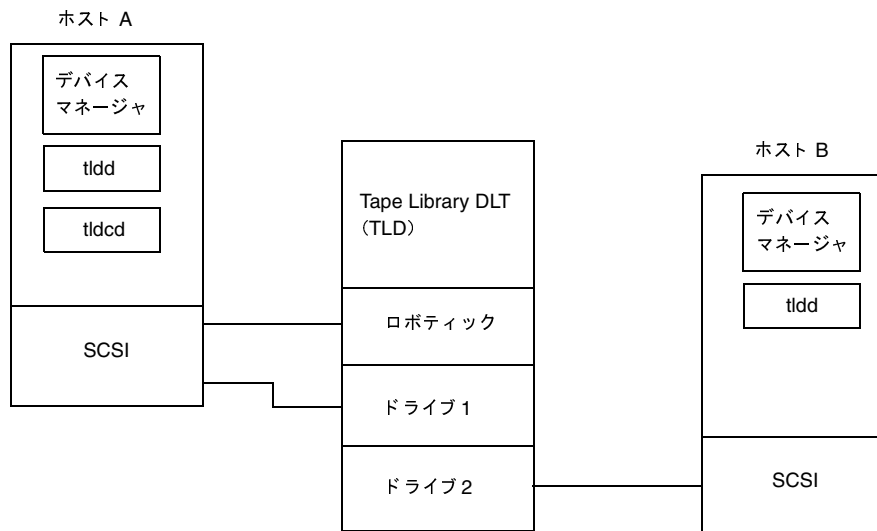 ホスト A
デバイス
マネージャ
tldd
tldcd
SCSI
Tape Library DLT
(TLD)
ロボティック
ドライブ 1
ドライブ 2
ホスト B
デバイス
マネージャ
tldd
SCSI